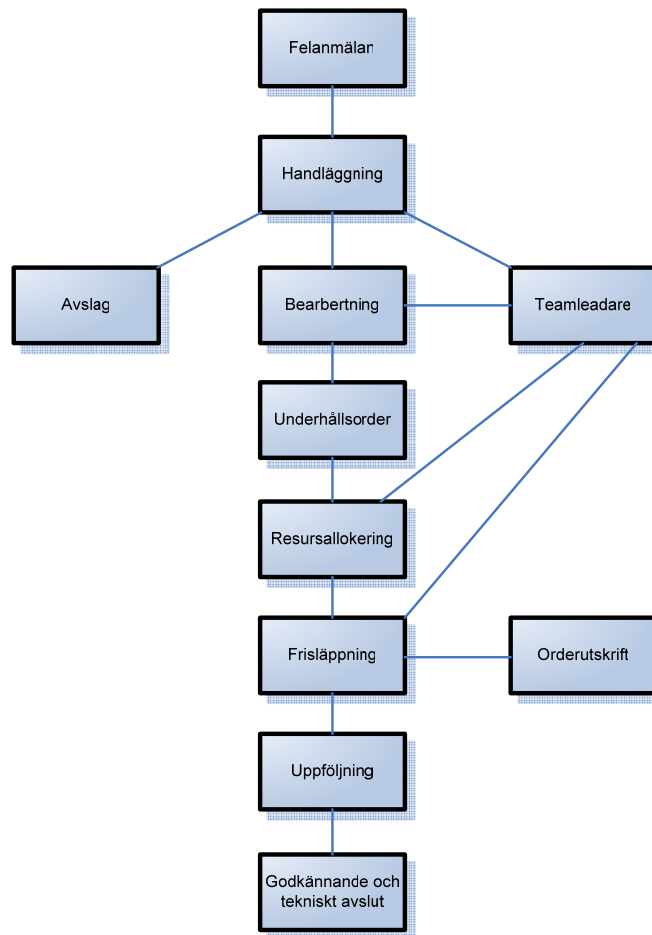 Felanmälan
Handläggning
Avslag
Bearbertning
Teamleadare
Underhållsorder
Resursallokering
Frisläppning
Orderutskrift
Uppföljning
Godkännande och
tekniskt avslut